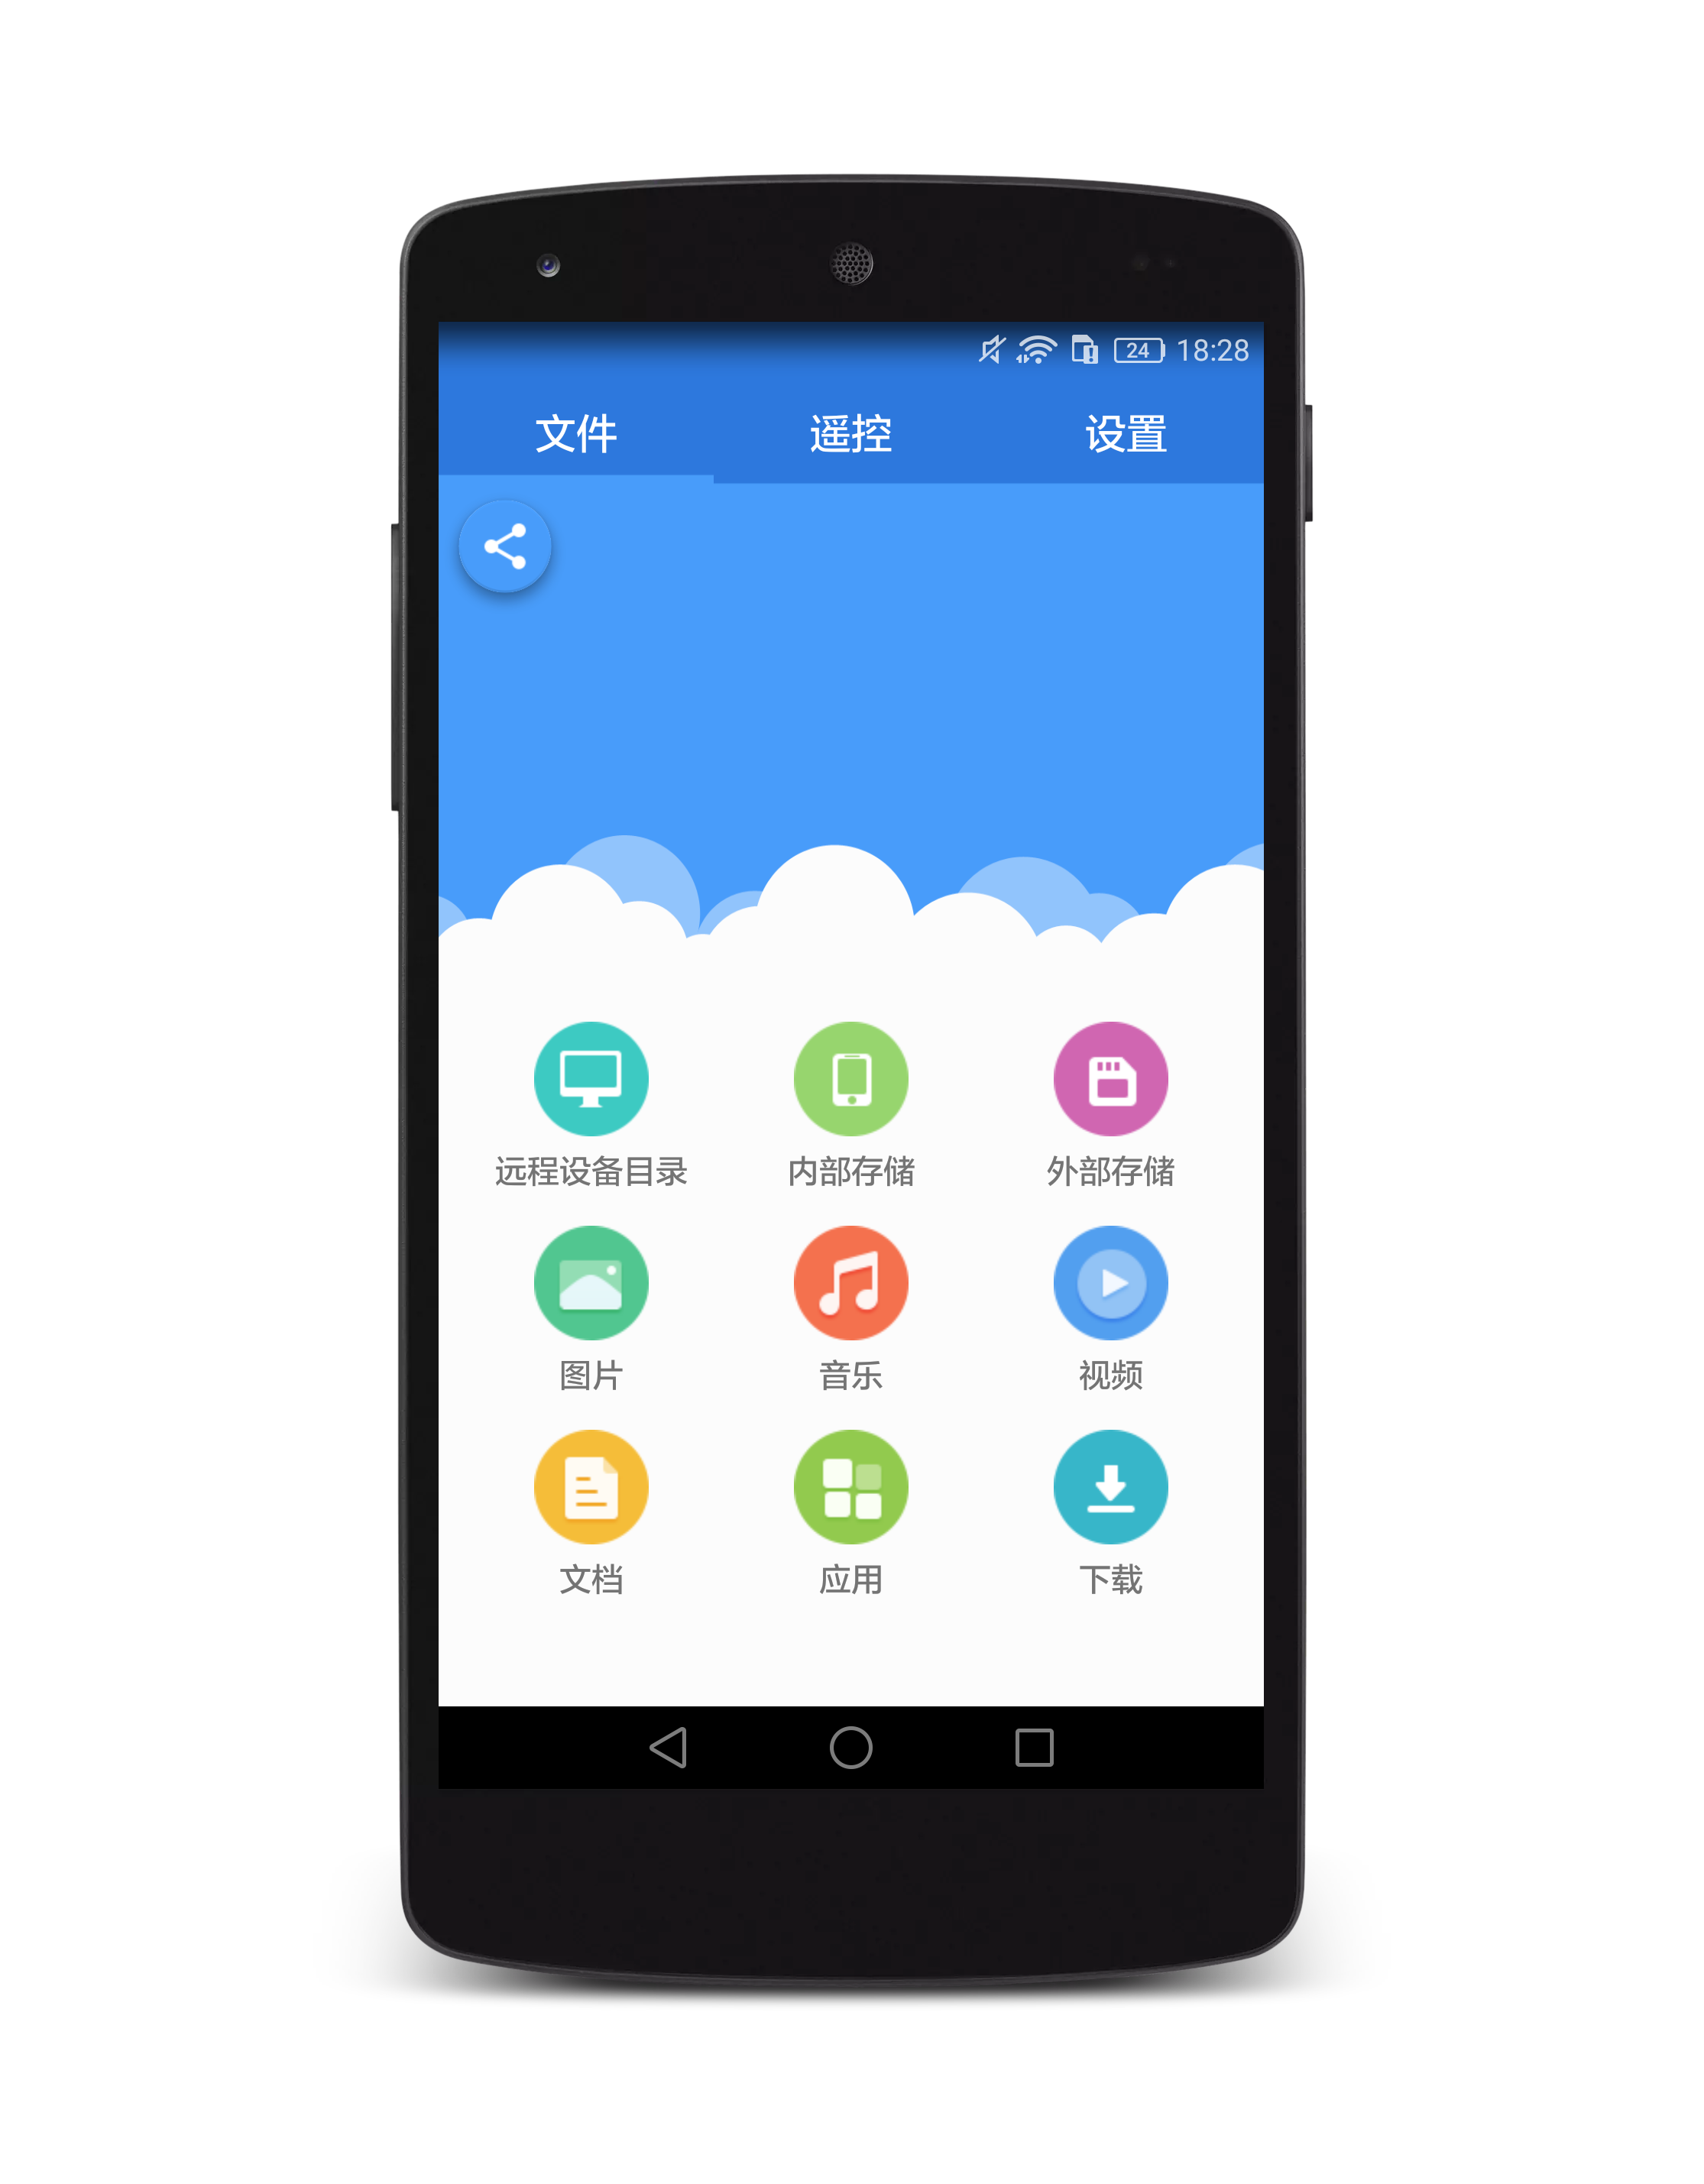 24 18:28
文件 遥控 设置
远程设备目录 内部存储 外部存储
图片 音乐 视频
文档 应用 下载